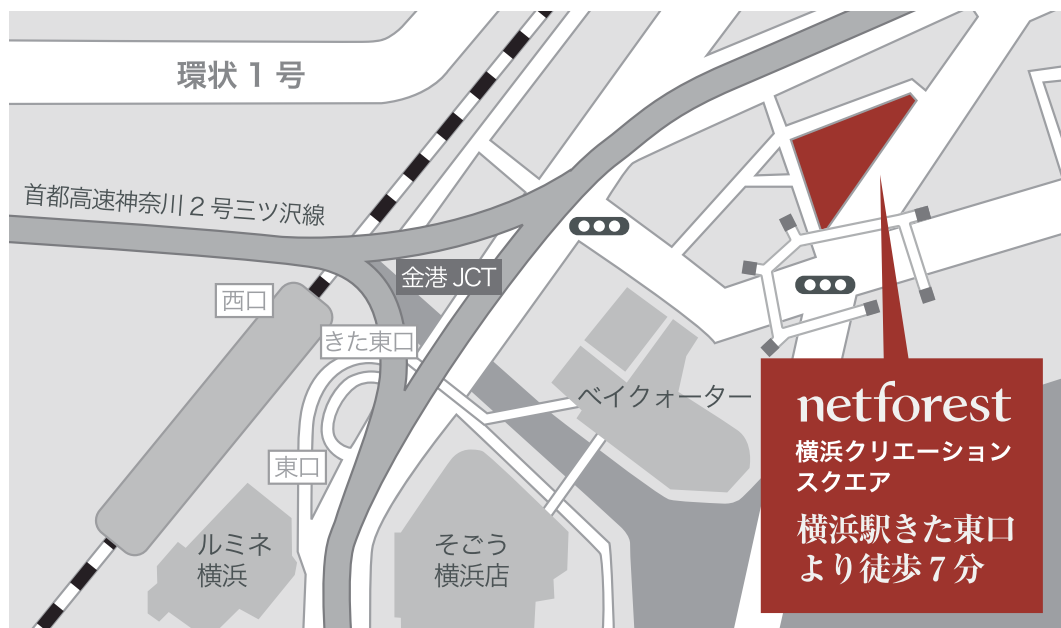 環状1号
首都高速神奈川2号三ツ沢線
金港JCT
西口
きた東口
ベイクォーター
東口
ルミネ
横浜
そごう
横浜店
netforest
横浜クリエーション
スクエア
横浜駅きた東口
より徒歩7分